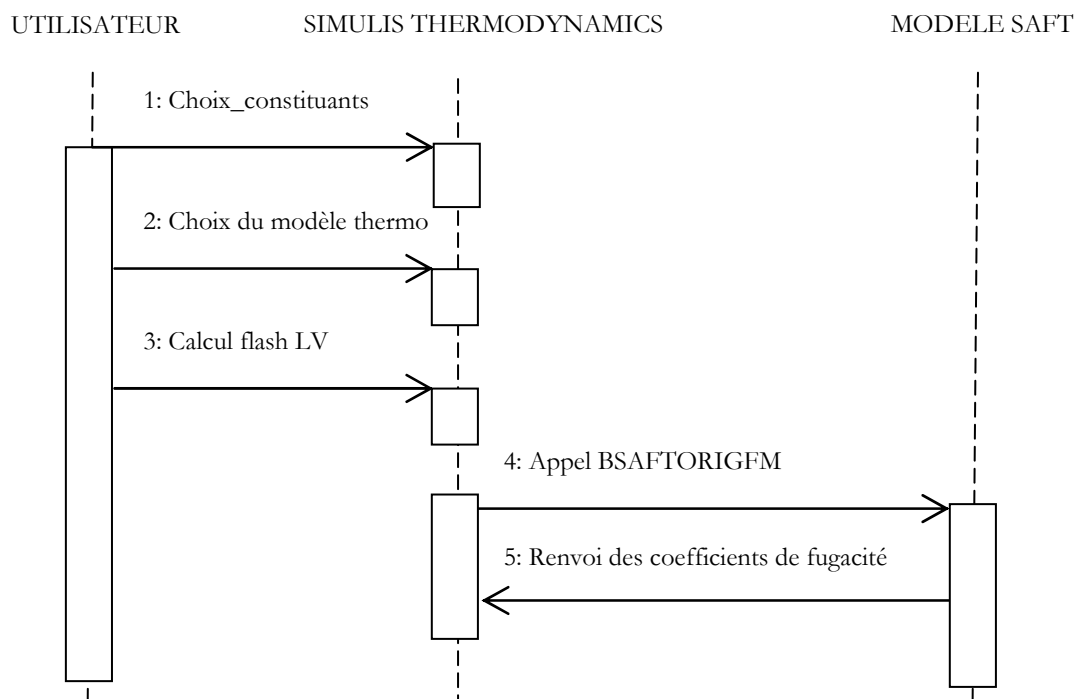 UTILISATEUR
SIMULIS THERMODYNAMICS
MODELE SAFT
1: Choix_constituants
2: Choix du modèle thermo
3: Calcul flash LV
4: Appel BSAFTORIGFM
5: Renvoi des coefficients de fugacité